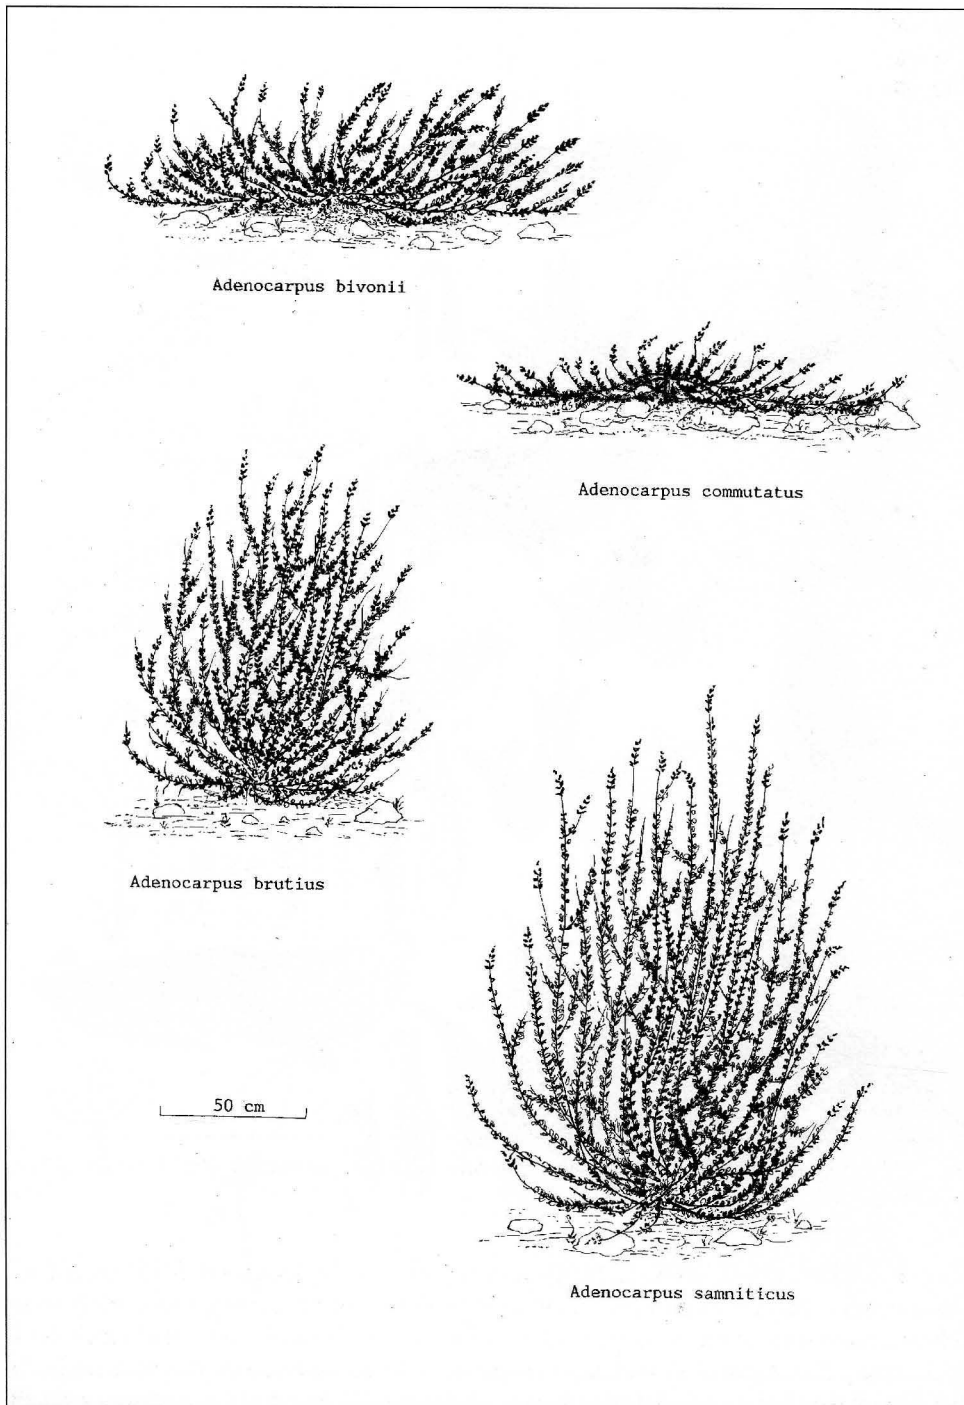 Adenocarpus bivonii
Adenocarpus commutatus
Adenocarpus brutius
50 cm
Adenocarpus samniticus